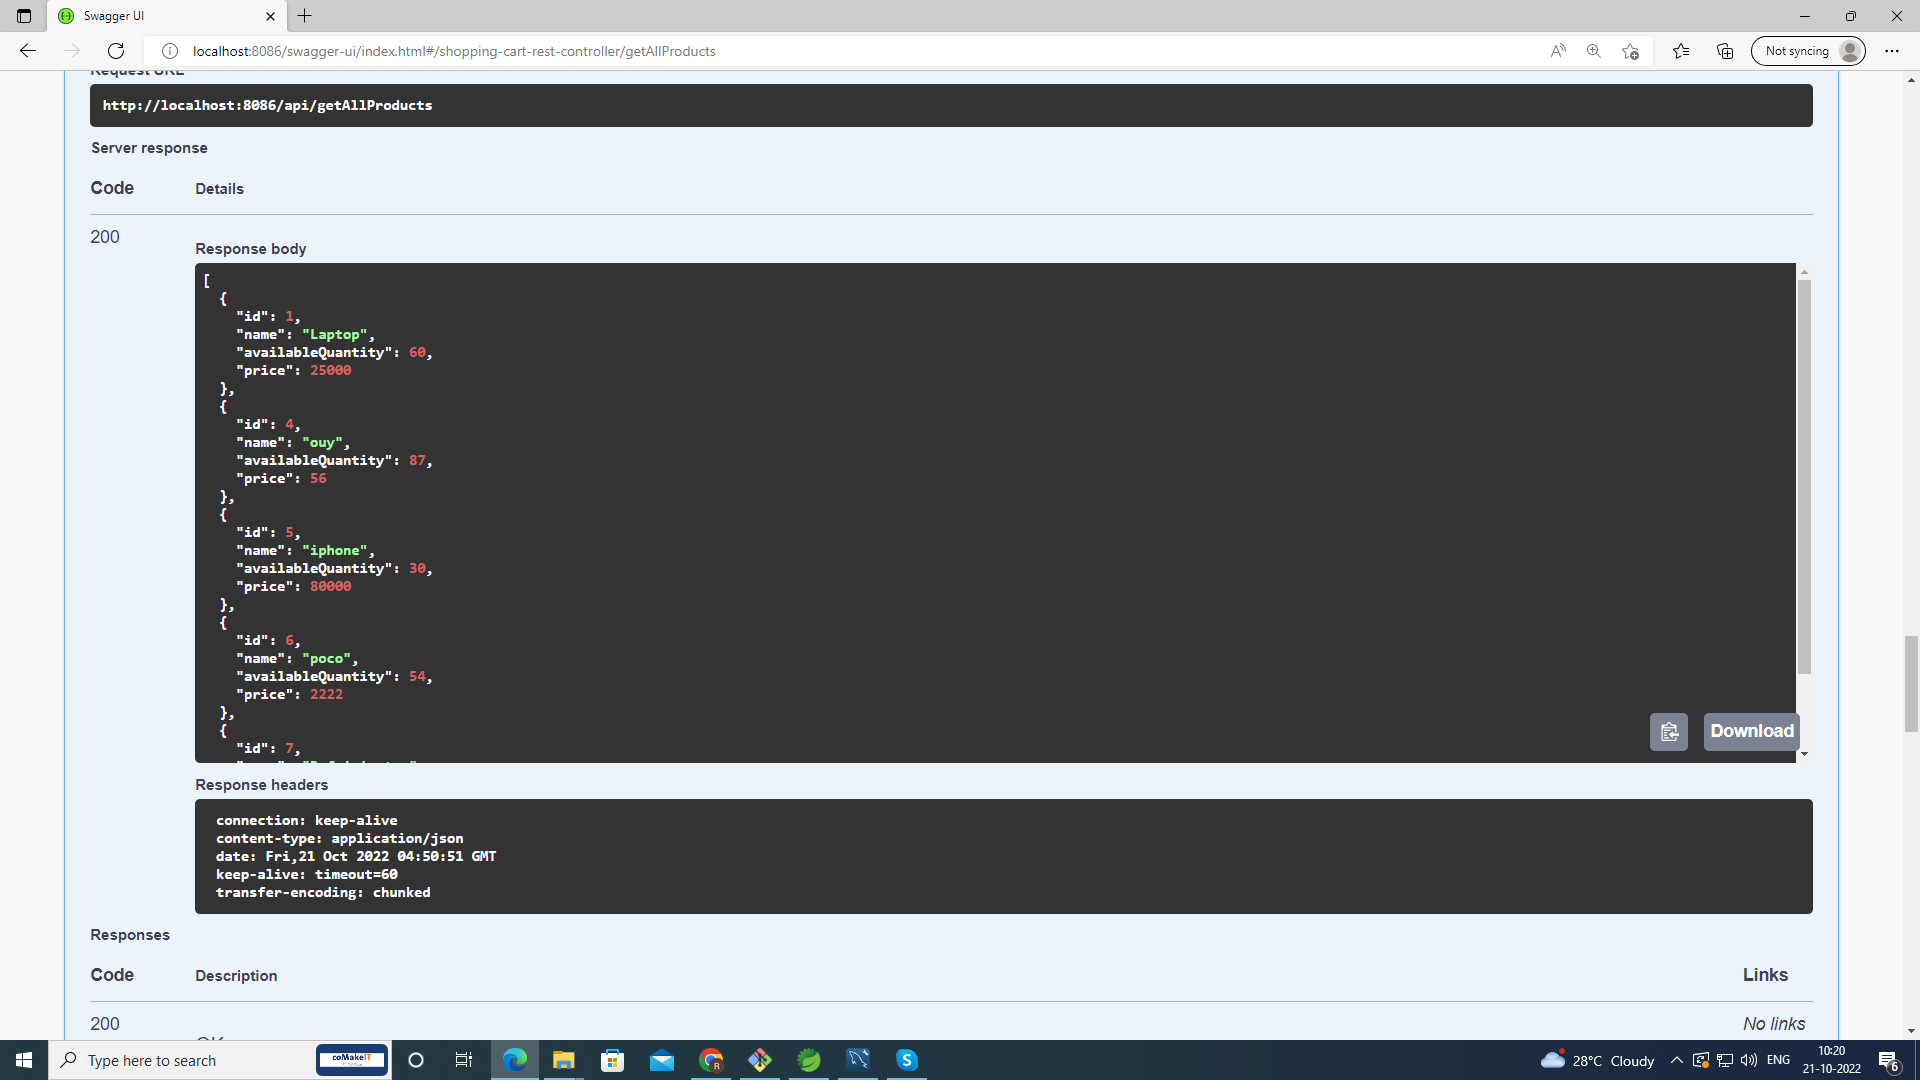 Swagger UI
localhost:8086/swagger-ui/index.html#/shopping-cart-rest-controller/getAllProducts
Not syncing
Request URL
http://localhost:8086/api/getAllProducts
Server response
Code Details
200
Response body
[
{
"id": 1,
"name": "Laptop",
"availableQuantity": 60,
"price": 25000
},
{
"id": 4,
"name": "ouy",
"availableQuantity": 87,
"price": 56
},
{
"id": 5,
"name": "iphone",
"availableQuantity": 30,
"price": 80000
},
{
"id": 6,
"name": "poco",
"availableQuantity": 54,
"price": 2222
},
{
"id": 7,
Download
Response headers
connection: keep-alive
content-type: application/json
date: Fri,21 Oct 2022 04:50:51 GMT
keep-alive: timeout=60
transfer-encoding: chunked
Responses
Code Description Links
200 No links
Type here to search
coMakeIT
28°C Cloudy
ENG
10:20
21-10-2022
6